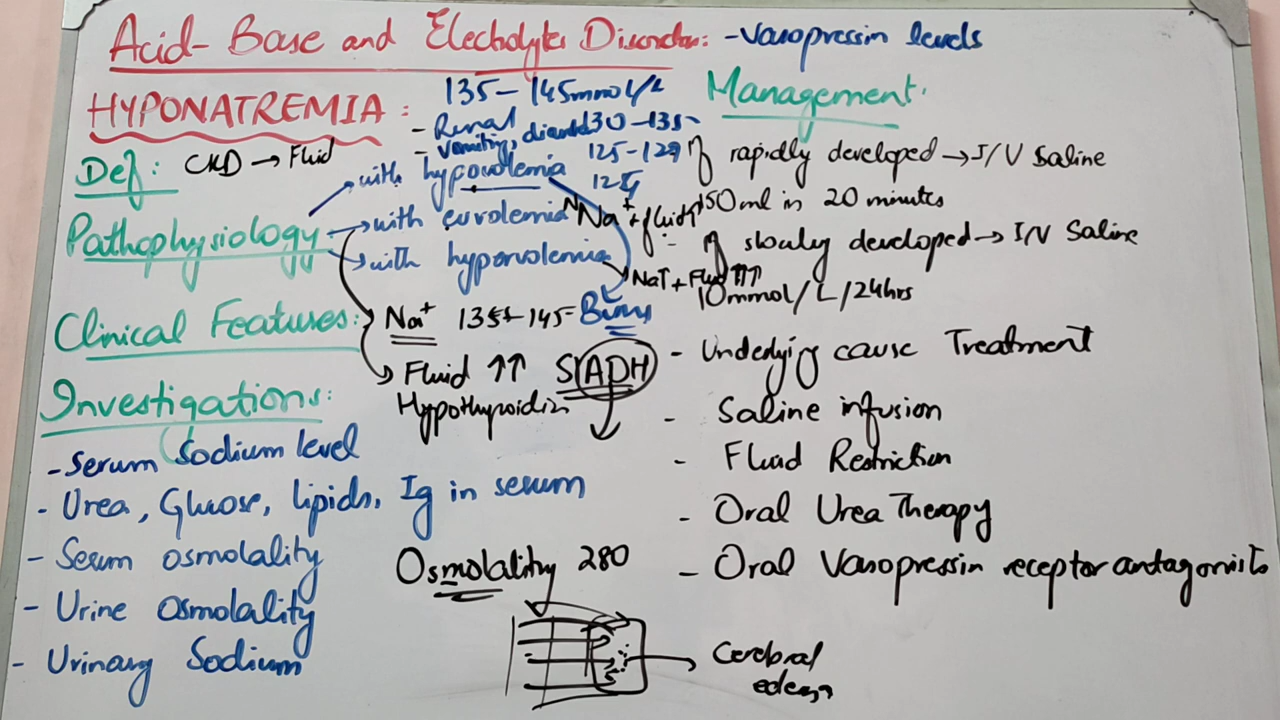 Acid-Base and Electrolyte Disorders: - Vasopressin levels
HYPONATREMIA :
135-145mmol/L
- Renal
- Vomiting,
130-135
125-129
Def: CKD → Fluid
Pathophysiology
→ with hypovolemia
→ with euvolemia
→ with hypervolemia
Na+ + fluid
Na↑ + Fluid ↑↑
Clinical Features:
Na+ 135-145-
Fluid ↑↑ SIADH
Investigations:
- Serum Sodium level
- Urea, Glucose, lipids, Ig in serum
- Serum osmolality
- Urine Osmolality
- Urinary Sodium
Osmolality 280
Cerebral
edema
Management
If rapidly developed → I/V Saline
150ml in 20 minutes
If slowly developed → I/V Saline
10mmol/L/24hrs
- Underlying cause Treatment
- Saline infusion
- Fluid Restriction
- Oral Urea Therapy
- Oral Vasopressin receptor antagonists